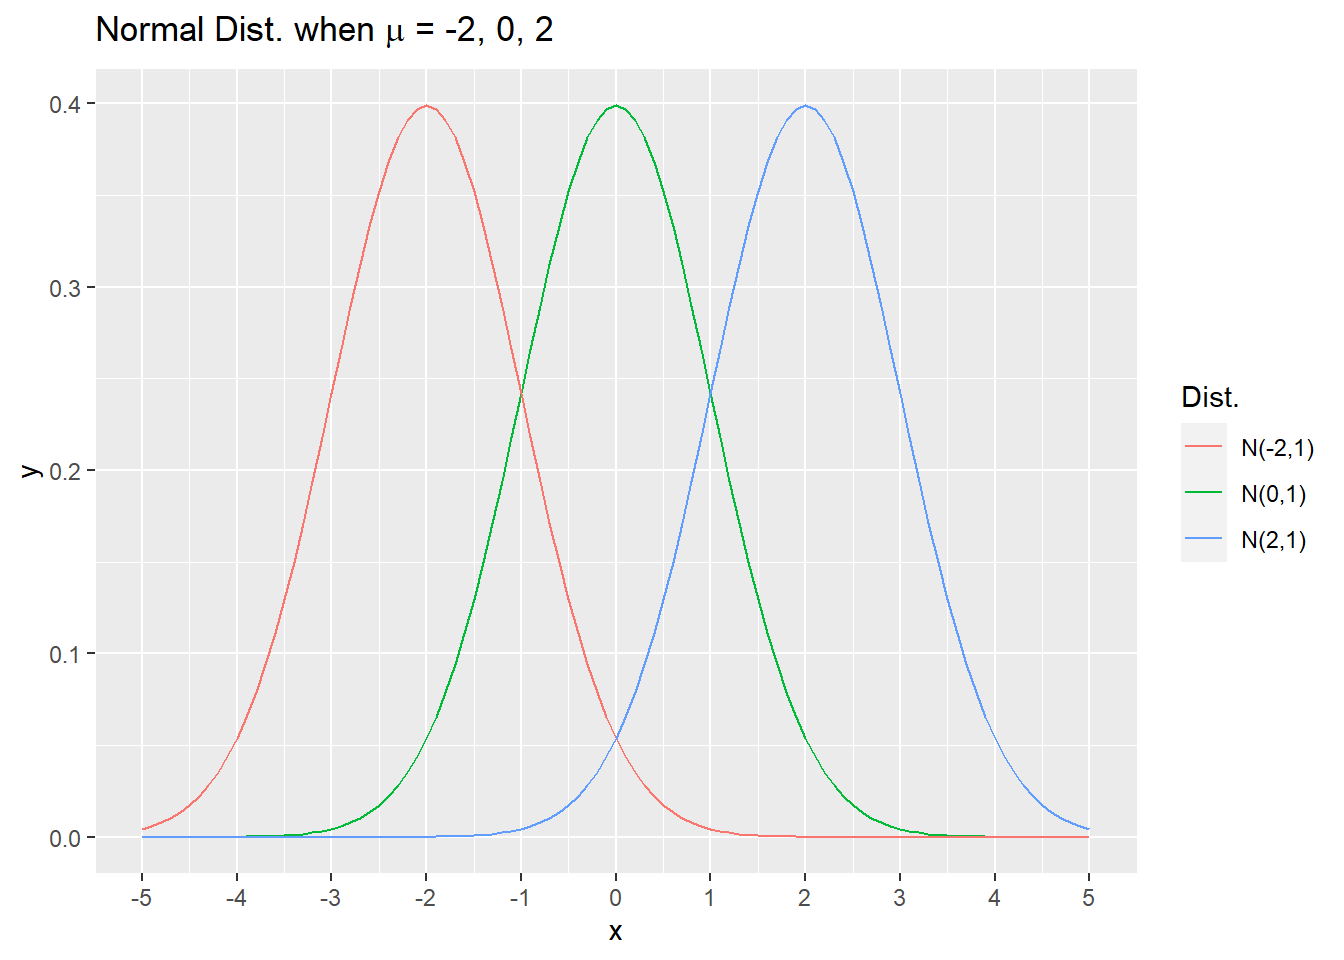 Normal Dist. when μ = -2, 0, 2
0.4
0.3
0.2
0.1
0.0
y
-5 -4 -3 -2 -1 0 1 2 3 4 5
x
Dist.
N(-2,1)
N(0,1)
N(2,1)